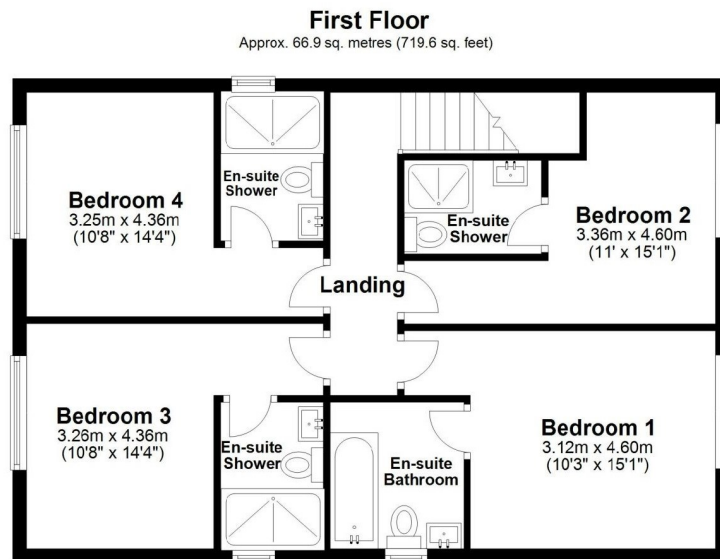 First Floor
Approx. 66.9 sq. metres (719.6 sq. feet)
Bedroom 4
3.25m x 4.36m
(10'8" x 14'4")
En-suite
Shower
En-suite
Shower
Bedroom 2
3.36m x 4.60m
(11' x 15'1")
Landing
Bedroom 3
3.26m x 4.36m
(10'8" x 14'4")
En-suite
Shower
En-suite
Bathroom
Bedroom 1
3.12m x 4.60m
(10'3" x 15'1")